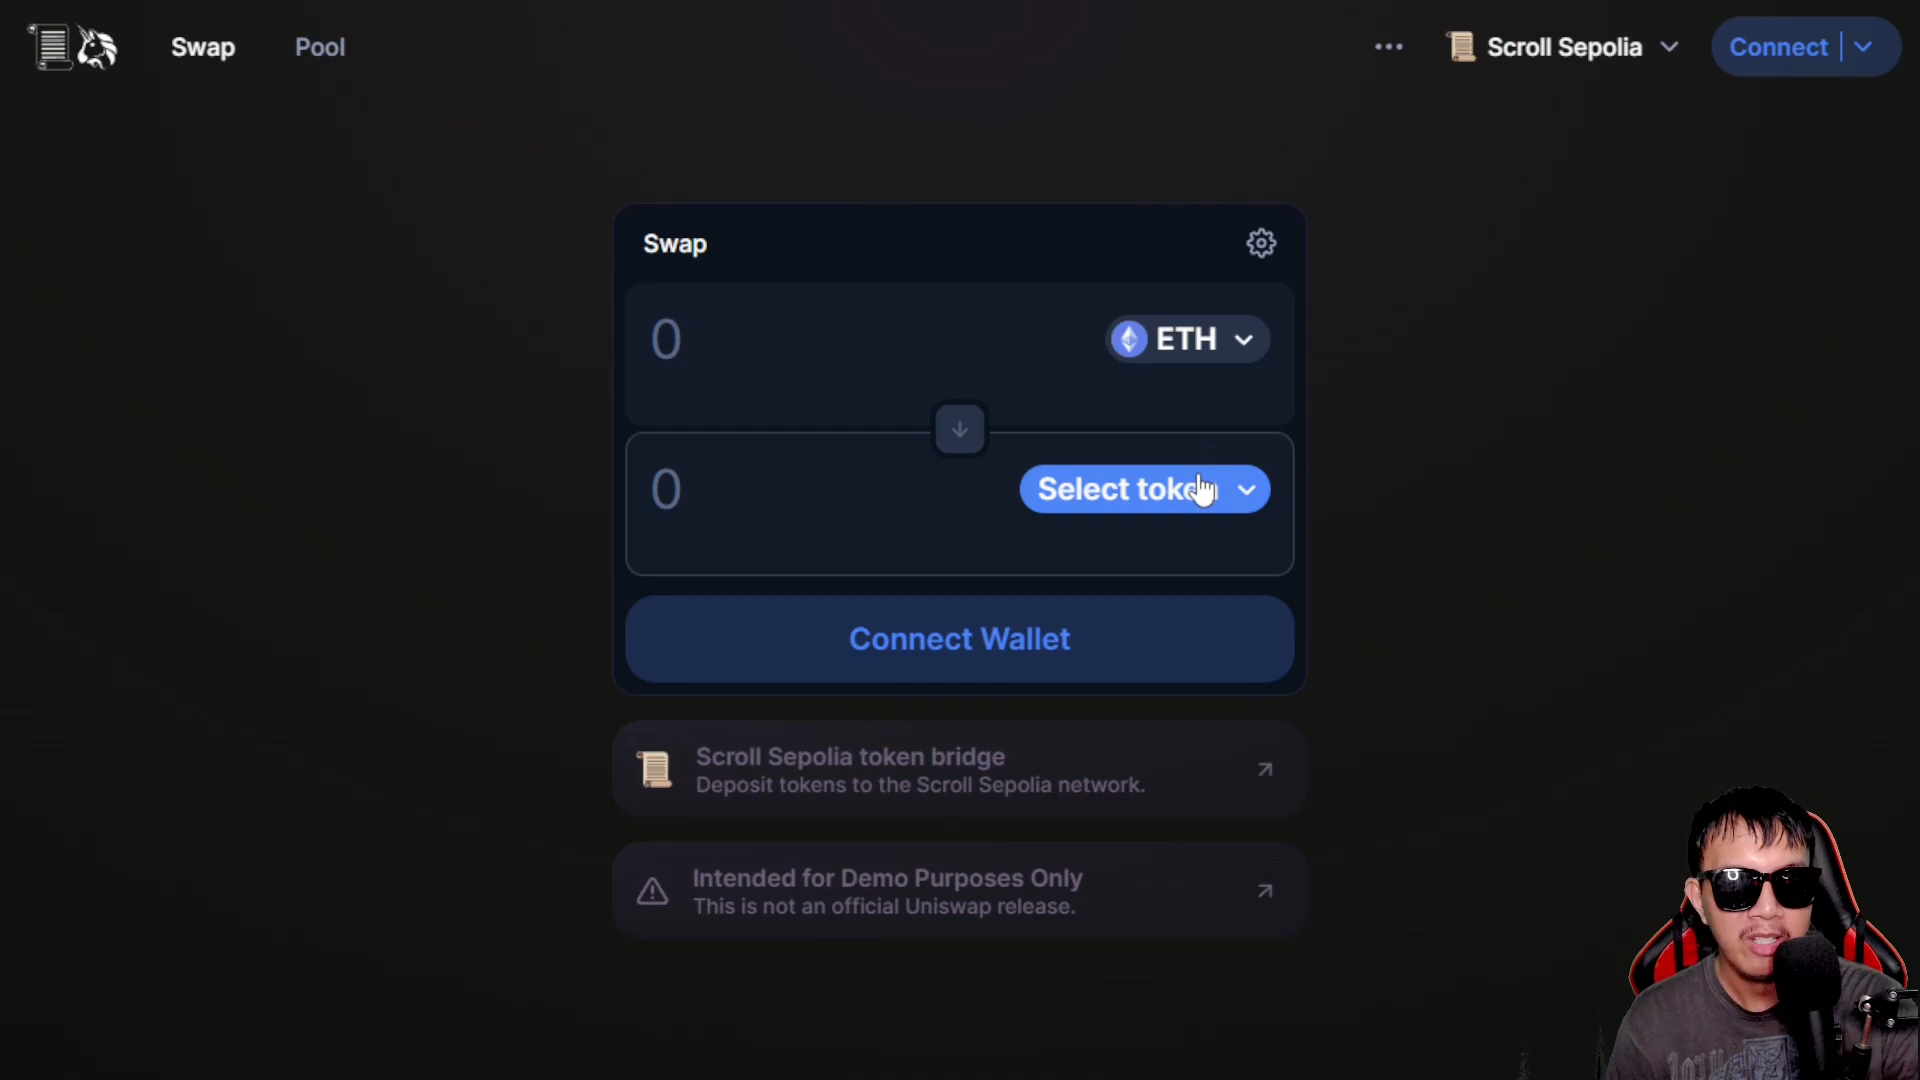 Swap
Pool
Scroll Sepolia
Connect
Swap
0
ETH
0
Select token
Connect Wallet
Scroll Sepolia token bridge
Deposit tokens to the Scroll Sepolia network.
Intended for Demo Purposes Only
This is not an official Uniswap release.